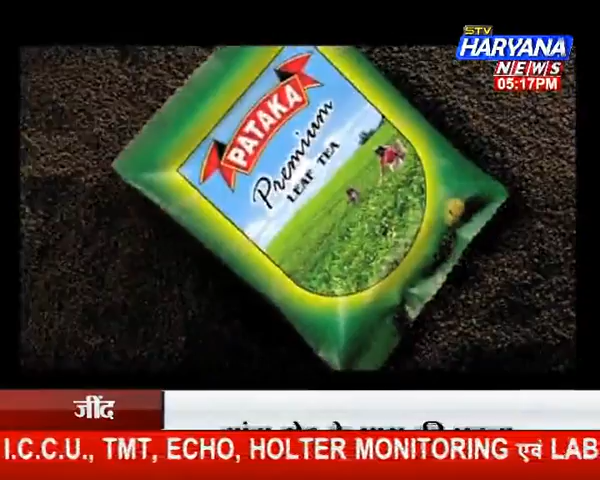 STV
HARYANA
NEWS
05:17PM
PATAKA
Premium
LEAF TEA
जींद
I.C.C.U., TMT, ECHO, HOLTER MONITORING एवं LAB